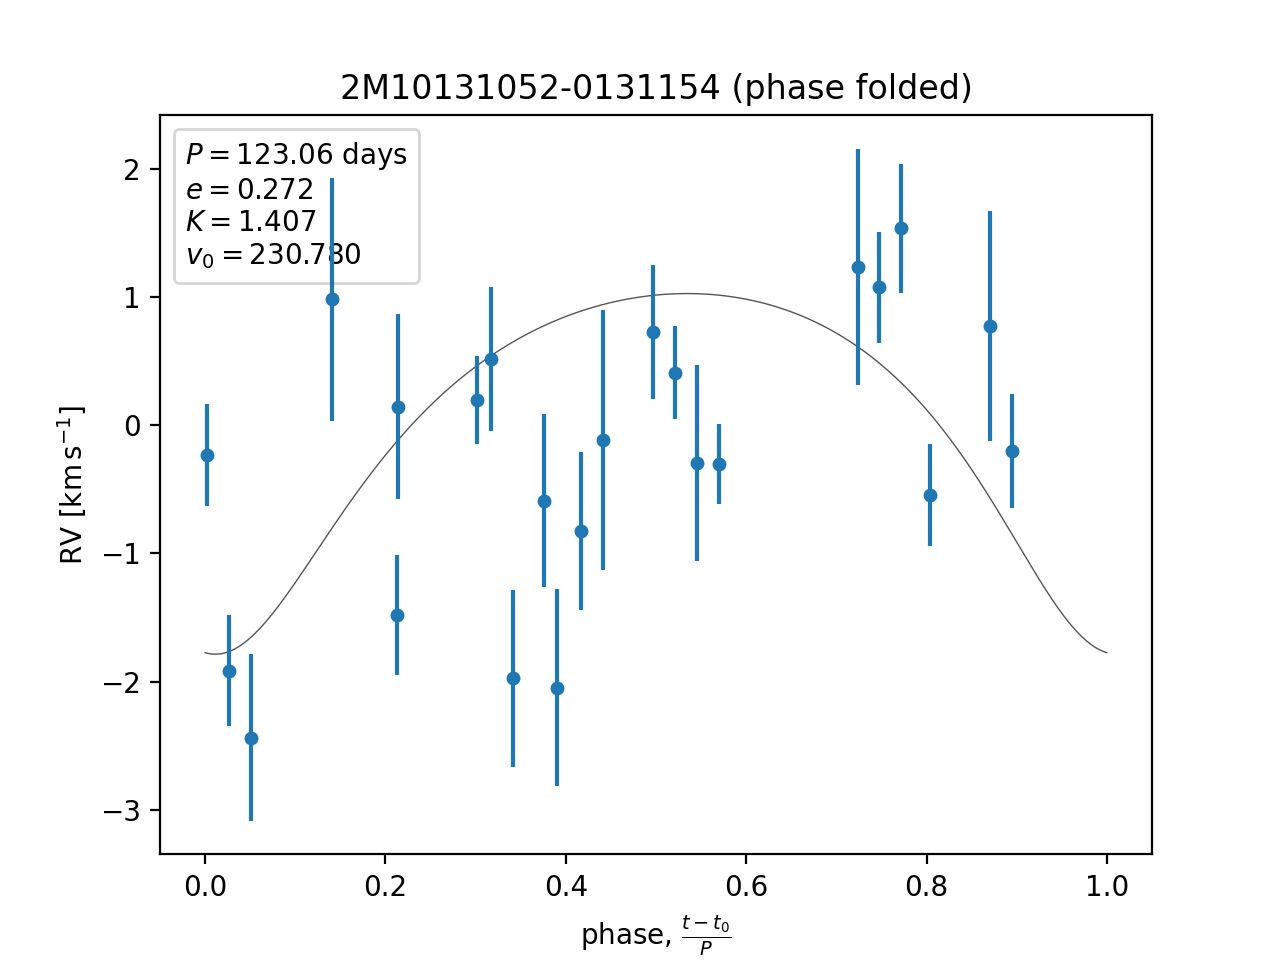 2M10131052-0131154 (phase folded)
P = 123.06 days
e = 0.272
K = 1.407
v₀ = 230.780
RV [km s⁻¹]
2
1
0
−1
−2
−3
0.0 0.2 0.4 0.6 0.8 1.0
phase, (t − t₀)/P